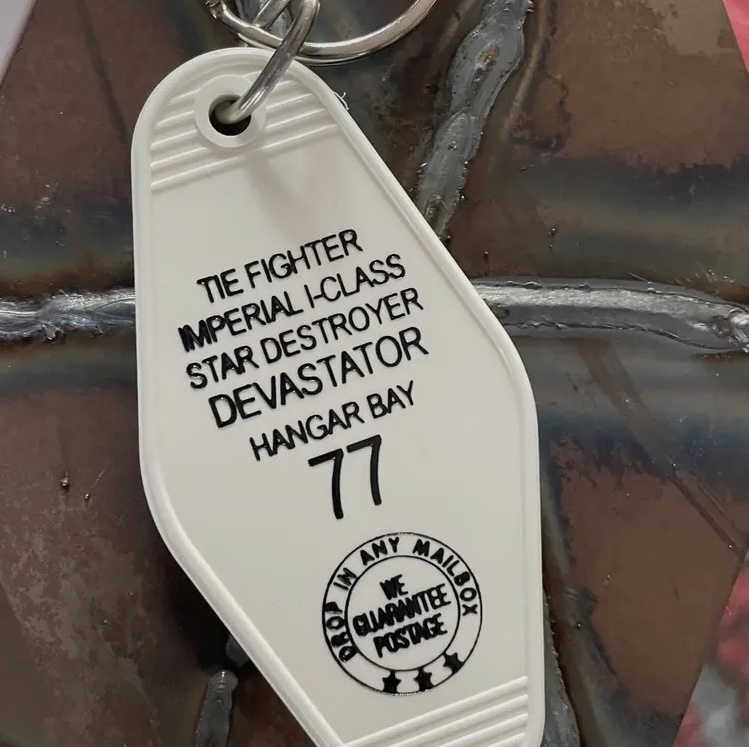 TIE FIGHTER
IMPERIAL I-CLASS
STAR DESTROYER
DEVASTATOR
HANGAR BAY
77
DROP IN ANY MAILBOX
WE
GUARANTEE
POSTAGE